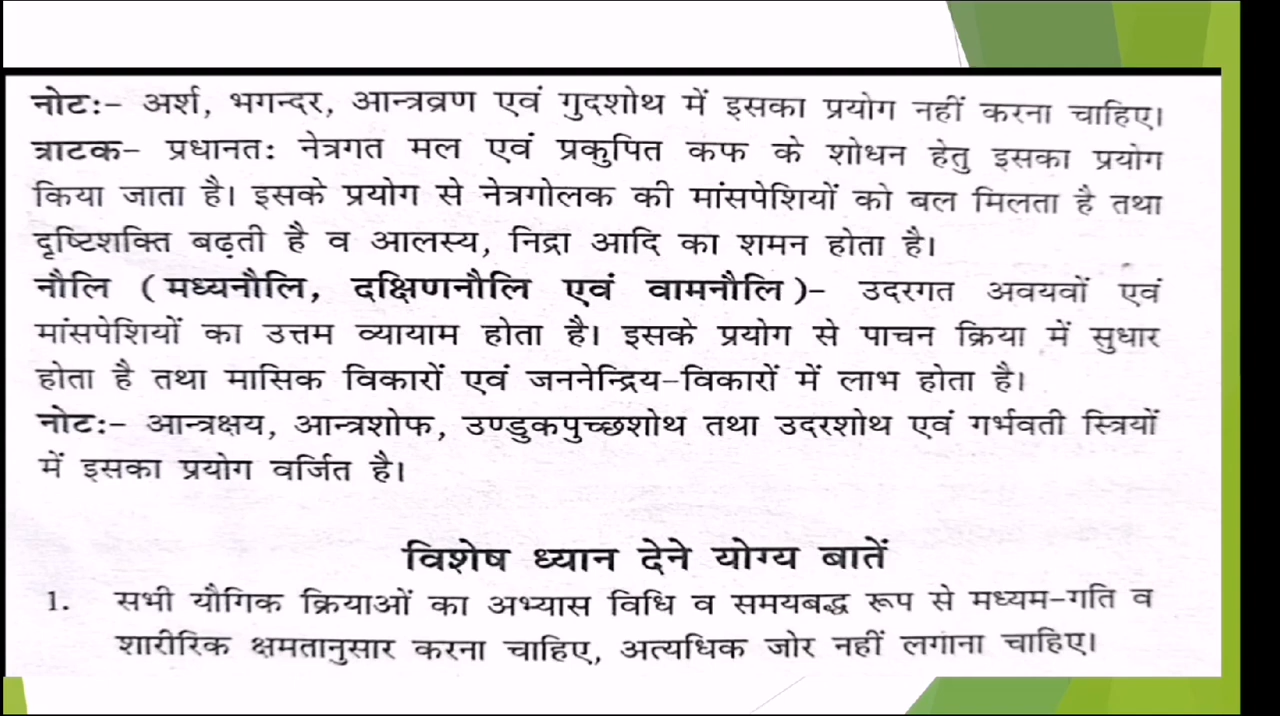 नोटः- अर्श, भगन्दर, आन्त्रव्रण एवं गुदशोथ में इसका प्रयोग नहीं करना चाहिए।
त्राटक- प्रधानतः नेत्रगत मल एवं प्रकुपित कफ के शोधन हेतु इसका प्रयोग
किया जाता है। इसके प्रयोग से नेत्रगोलक की मांसपेशियों को बल मिलता है तथा
दृष्टिशक्ति बढ़ती है व आलस्य, निद्रा आदि का शमन होता है।
नौलि (मध्यनौलि, दक्षिणनौलि एवं वामनौलि)- उदरगत अवयवों एवं
मांसपेशियों का उत्तम व्यायाम होता है। इसके प्रयोग से पाचन क्रिया में सुधार
होता है तथा मासिक विकारों एवं जननेन्द्रिय-विकारों में लाभ होता है।
नोटः- आन्त्रक्षय, आन्त्रशोफ, उण्डुकपुच्छशोथ तथा उदरशोथ एवं गर्भवती स्त्रियों
में इसका प्रयोग वर्जित है।
विशेष ध्यान देने योग्य बातें
1. सभी यौगिक क्रियाओं का अभ्यास विधि व समयबद्ध रूप से मध्यम-गति व
शारीरिक क्षमतानुसार करना चाहिए, अत्यधिक जोर नहीं लगाना चाहिए।